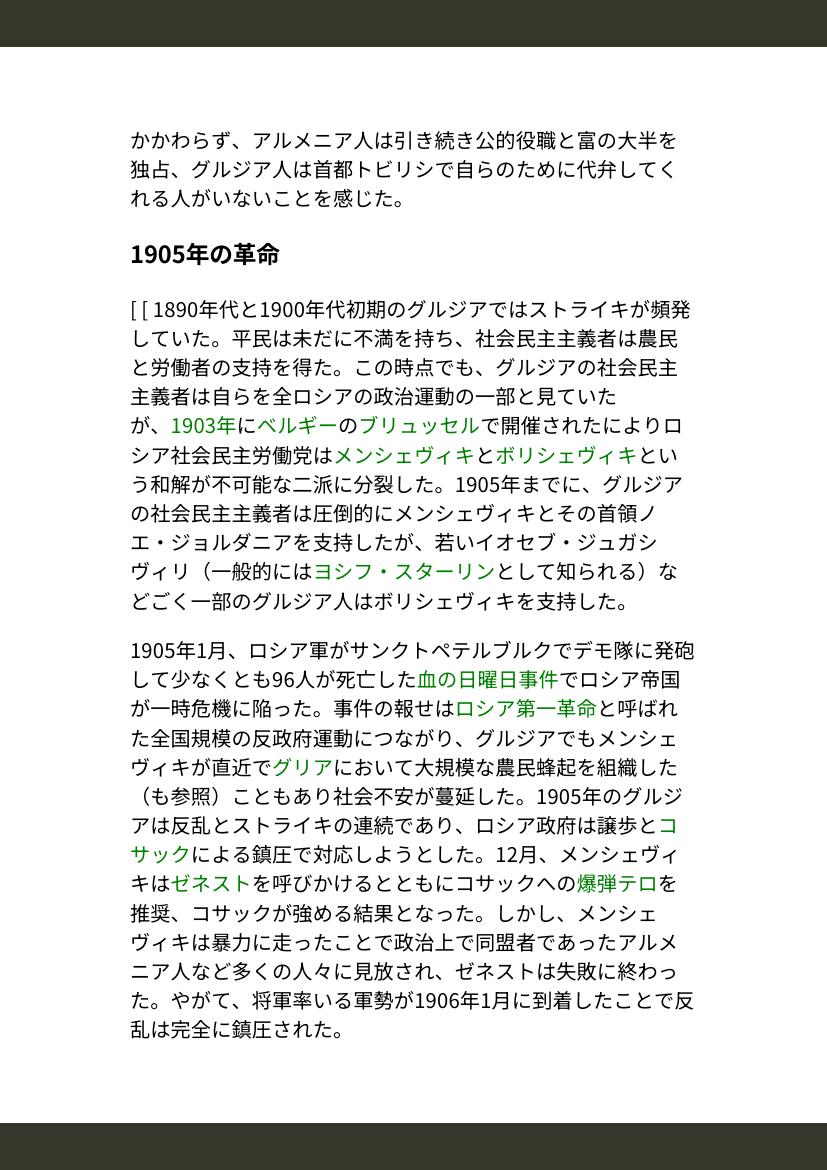 かかわらず、アルメニア人は引き続き公的役職と富の大半を
独占、グルジア人は首都トビリシで自らのために代弁してく
れる人がいないことを感じた。
1905年の革命
[ [ 1890年代と1900年代初期のグルジアではストライキが頻発
していた。平民は未だに不満を持ち、社会民主主義者は農民
と労働者の支持を得た。この時点でも、グルジアの社会民主
主義者は自らを全ロシアの政治運動の一部と見ていた
が、1903年にベルギーのブリュッセルで開催されたによりロ
シア社会民主労働党はメンシェヴィキとボリシェヴィキとい
う和解が不可能な二派に分裂した。1905年までに、グルジア
の社会民主主義者は圧倒的にメンシェヴィキとその首領ノ
エ・ジョルダニアを支持したが、若いイオセブ・ジュガシ
ヴィリ（一般的にはヨシフ・スターリンとして知られる）な
どごく一部のグルジア人はボリシェヴィキを支持した。
1905年1月、ロシア軍がサンクトペテルブルクでデモ隊に発砲
して少なくとも96人が死亡した血の日曜日事件でロシア帝国
が一時危機に陥った。事件の報せはロシア第一革命と呼ばれ
た全国規模の反政府運動につながり、グルジアでもメンシェ
ヴィキが直近でグリアにおいて大規模な農民蜂起を組織した
（も参照）こともあり社会不安が蔓延した。1905年のグルジ
アは反乱とストライキの連続であり、ロシア政府は譲歩とコ
サックによる鎮圧で対応しようとした。12月、メンシェヴィ
キはゼネストを呼びかけるとともにコサックへの爆弾テロを
推奨、コサックが強める結果となった。しかし、メンシェ
ヴィキは暴力に走ったことで政治上で同盟者であったアルメ
ニア人など多くの人々に見放され、ゼネストは失敗に終わっ
た。やがて、将軍率いる軍勢が1906年1月に到着したことで反
乱は完全に鎮圧された。